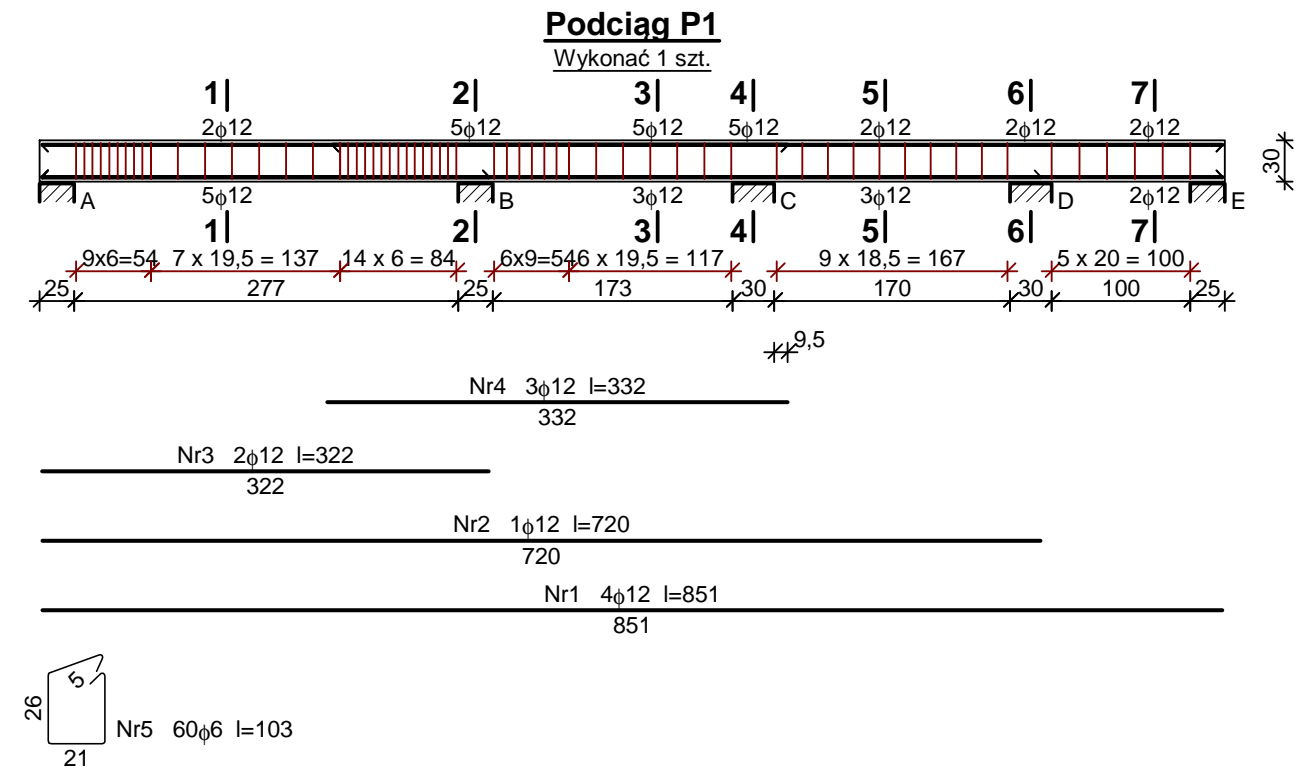 Podciąg P1
Wykonać 1 szt.
1 2 3 4 5 6 7
2ϕ12 5ϕ12 5ϕ12 5ϕ12 2ϕ12 2ϕ12 2ϕ12
30
A B C D E
5ϕ12 3ϕ12 3ϕ12 2ϕ12
1 2 3 4 5 6 7
9x6=54 7 x 19,5 = 137 14 x 6 = 84 6x9=54 6 x 19,5 = 117 9 x 18,5 = 167 5 x 20 = 100
25 277 25 173 30 170 30 100 25
9,5
Nr4 3ϕ12 l=332
332
Nr3 2ϕ12 l=322
322
Nr2 1ϕ12 l=720
720
Nr1 4ϕ12 l=851
851
5
26
Nr5 60ϕ6 l=103
21